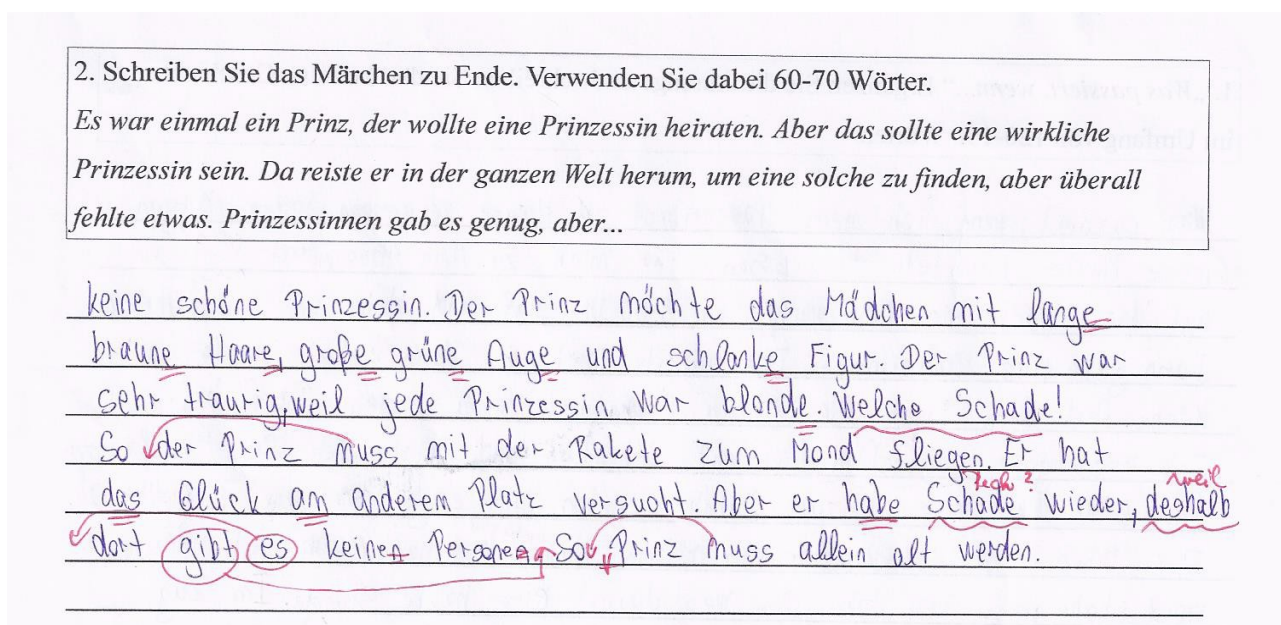 2. Schreiben Sie das Märchen zu Ende. Verwenden Sie dabei 60-70 Wörter.
Es war einmal ein Prinz, der wollte eine Prinzessin heiraten. Aber das sollte eine wirkliche
Prinzessin sein. Da reiste er in der ganzen Welt herum, um eine solche zu finden, aber überall
fehlte etwas. Prinzessinnen gab es genug, aber...
keine schöne Prinzessin. Der Prinz möchte das Mädchen mit lange
braune Haare, große grüne Auge und schlanke Figur. Der Prinz war
sehr traurig, weil jede Prinzessin war blonde. Welche Schade!
So der Prinz muss mit der Rakete zum Mond fliegen. Er hat
das Glück am anderem Platz versucht. Aber er habe Schade wieder, deshalb
weil
dort gibt es keinen Personen. So Prinz muss allein alt werden.